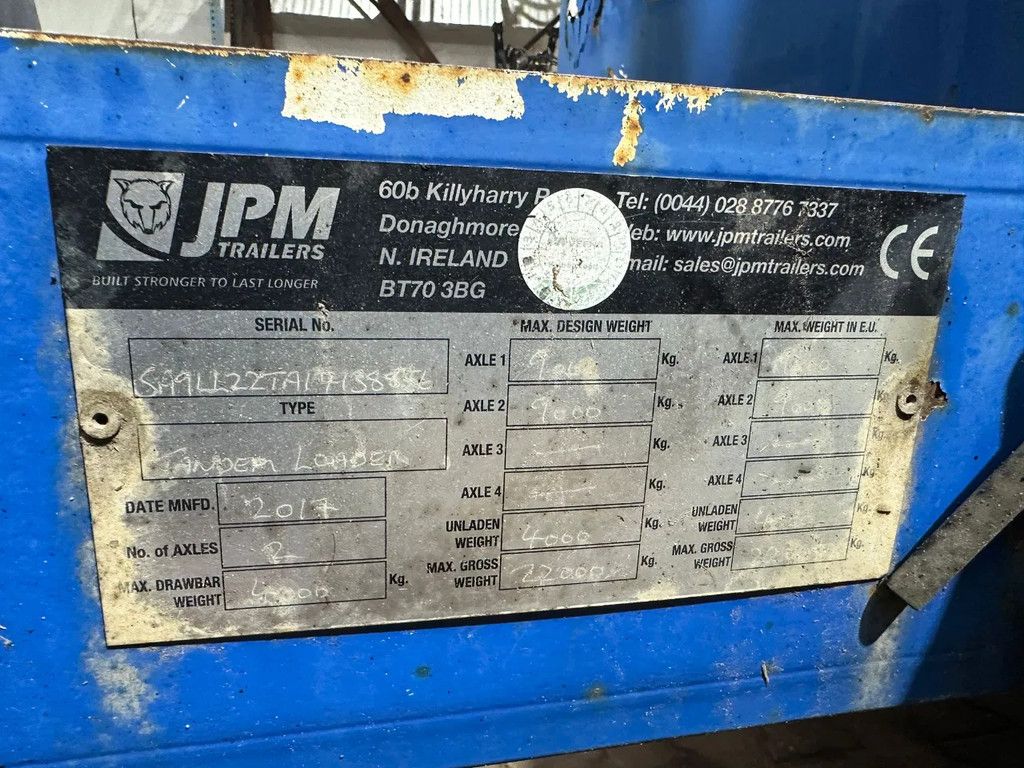 JPM
TRAILERS
BUILT STRONGER TO LAST LONGER
60b Killyharry Tel: (0044) 028 8776 7337
Donaghmore Web: www.jpmtrailers.com
N. IRELAND mail: sales@jpmtrailers.com
BT70 3BG
CE
SERIAL No. MAX. DESIGN WEIGHT MAX. WEIGHT IN E.U.
AXLE 1 Kg. AXLE 1 Kg.
TYPE AXLE 2 9000 Kg. AXLE 2 9000 Kg.
TANDEM LOADER AXLE 3 — Kg. AXLE 3 — Kg.
DATE MNFD. 2017 AXLE 4 — Kg. AXLE 4 Kg.
No. of AXLES 2 UNLADEN WEIGHT 4000 Kg. UNLADEN WEIGHT Kg.
MAX. DRAWBAR WEIGHT 4000 Kg. MAX. GROSS WEIGHT 22000 Kg. MAX. GROSS WEIGHT Kg.